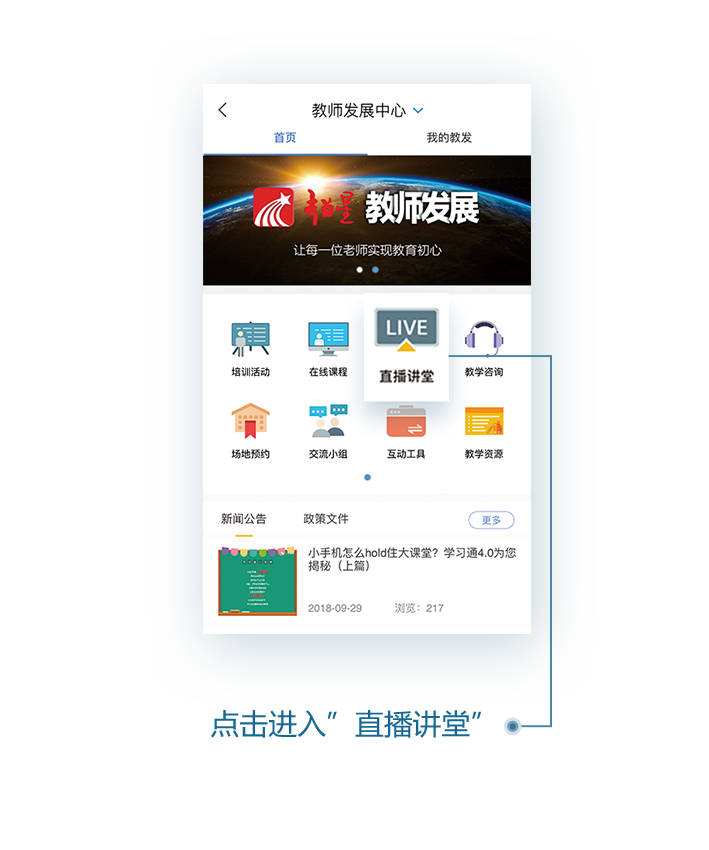 教师发展中心
首页 我的教发
超星 教师发展
让每一位老师实现教育初心
LIVE
培训活动 在线课程 直播讲堂 教学咨询
场地预约 交流小组 互动工具 教学资源
新闻公告 政策文件 更多
小手机怎么hold住大课堂？学习通4.0为您
揭秘（上篇）
2018-09-29 浏览：217
点击进入”直播讲堂”